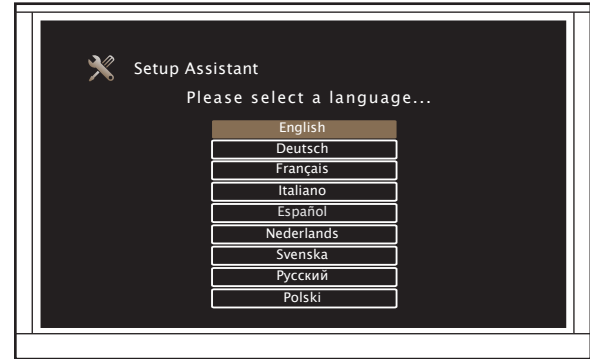 Setup Assistant
Please select a language...
English
Deutsch
Français
Italiano
Español
Nederlands
Svenska
Русский
Polski